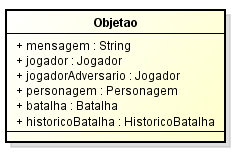 Objetao
+ mensagem : String
+ jogador : Jogador
+ jogadorAdversario : Jogador
+ personagem : Personagem
+ batalha : Batalha
+ historicoBatalha : HistoricoBatalha